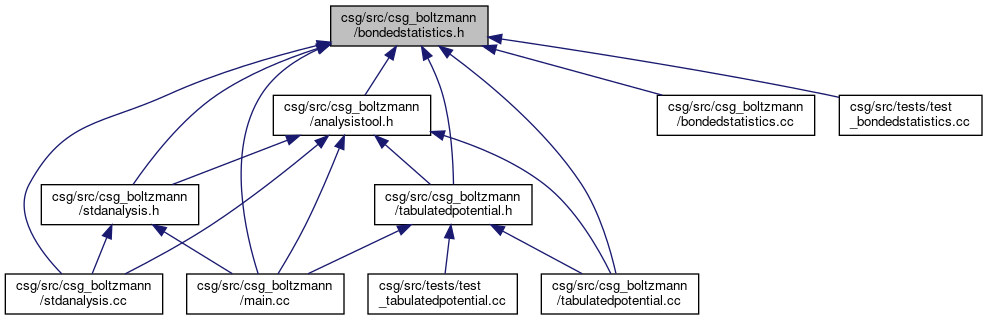 csg/src/csg_boltzmann
/bondedstatistics.h
csg/src/csg_boltzmann
/analysistool.h
csg/src/csg_boltzmann
/bondedstatistics.cc
csg/src/tests/test
_bondedstatistics.cc
csg/src/csg_boltzmann
/stdanalysis.h
csg/src/csg_boltzmann
/tabulatedpotential.h
csg/src/csg_boltzmann
/stdanalysis.cc
csg/src/csg_boltzmann
/main.cc
csg/src/tests/test
_tabulatedpotential.cc
csg/src/csg_boltzmann
/tabulatedpotential.cc